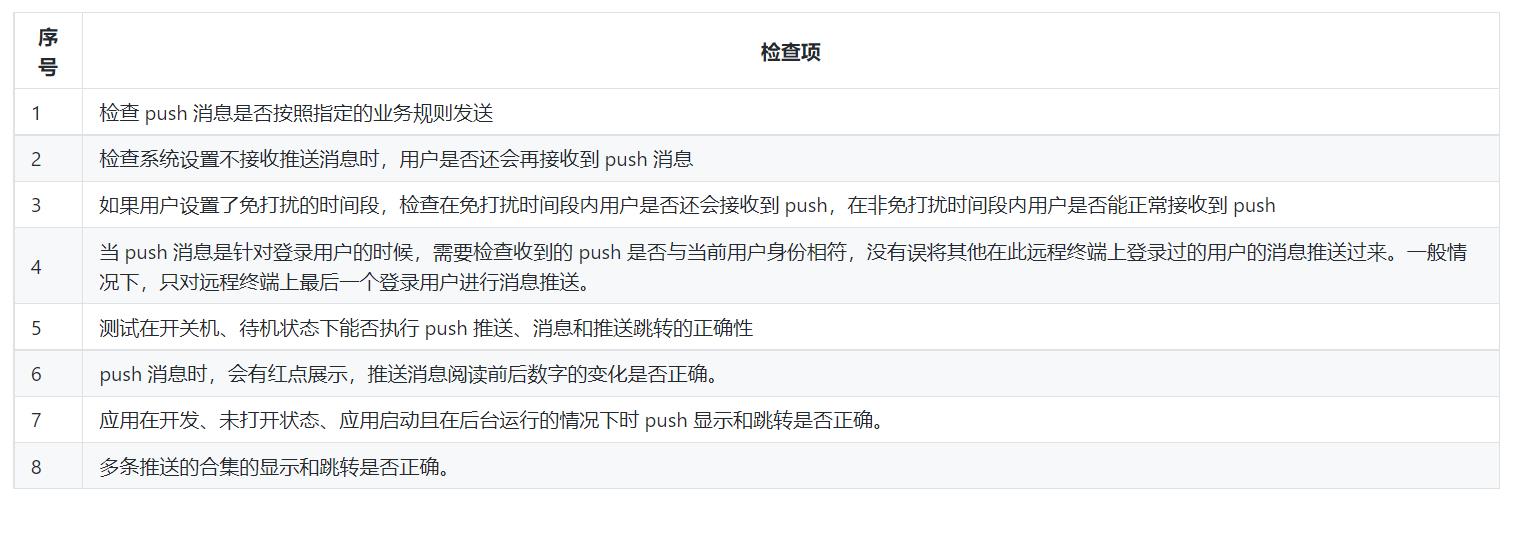 序
号
检查项
1
检查 push 消息是否按照指定的业务规则发送
2
检查系统设置不接收推送消息时，用户是否还会再接收到 push 消息
3
如果用户设置了免打扰的时间段，检查在免打扰时间段内用户是否还会接收到 push，在非免打扰时间段内用户是否能正常接收到 push
4
当 push 消息是针对登录用户的时候，需要检查收到的 push 是否与当前用户身份相符，没有误将其他在此远程终端上登录过的用户的消息推送过来。一般情
况下，只对远程终端上最后一个登录用户进行消息推送。
5
测试在开关机、待机状态下能否执行 push 推送、消息和推送跳转的正确性
6
push 消息时，会有红点展示，推送消息阅读前后数字的变化是否正确。
7
应用在开发、未打开状态、应用启动且在后台运行的情况下时 push 显示和跳转是否正确。
8
多条推送的合集的显示和跳转是否正确。